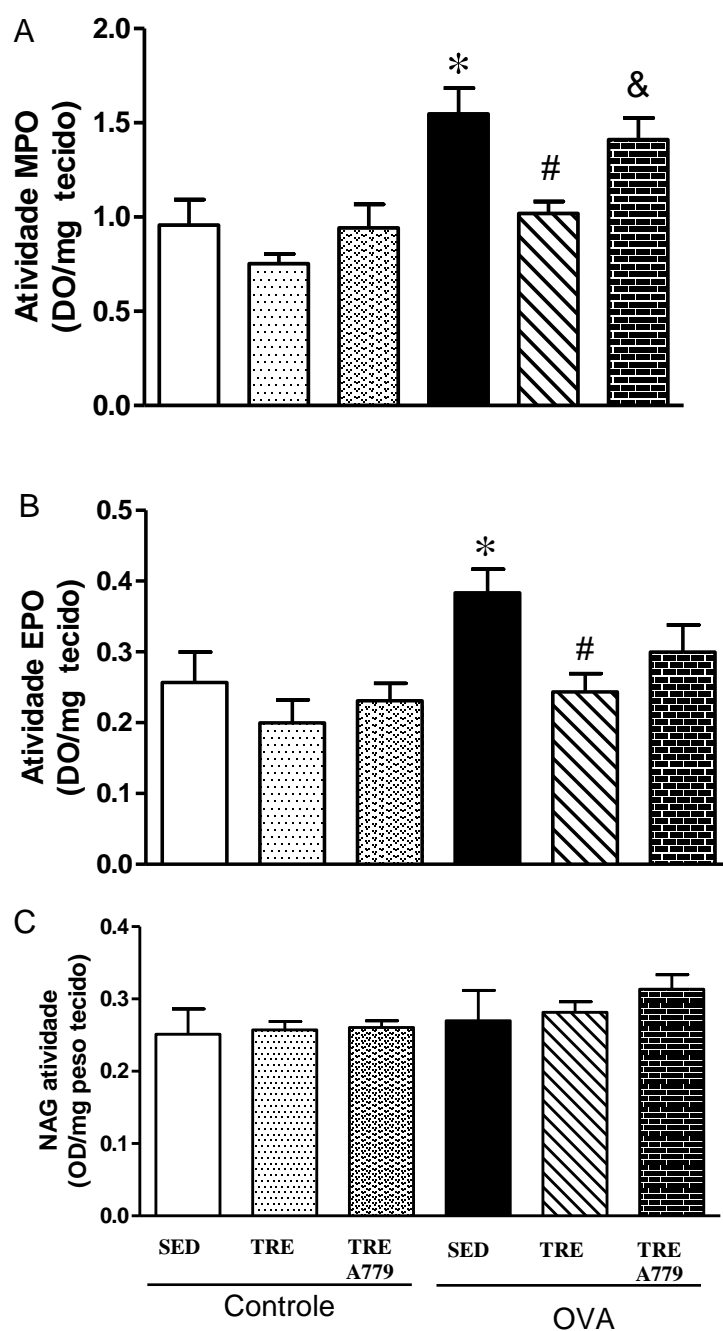 A
Atividade MPO
(DO/mg tecido)
2.0
1.5
1.0
0.5
0.0
*
#
&
B
Atividade EPO
(DO/mg tecido)
0.5
0.4
0.3
0.2
0.1
0.0
*
#
C
NAG atividade
(OD/mg peso tecido)
0.4
0.3
0.2
0.1
0.0
SED TRE TRE A779 SED TRE TRE A779
Controle OVA